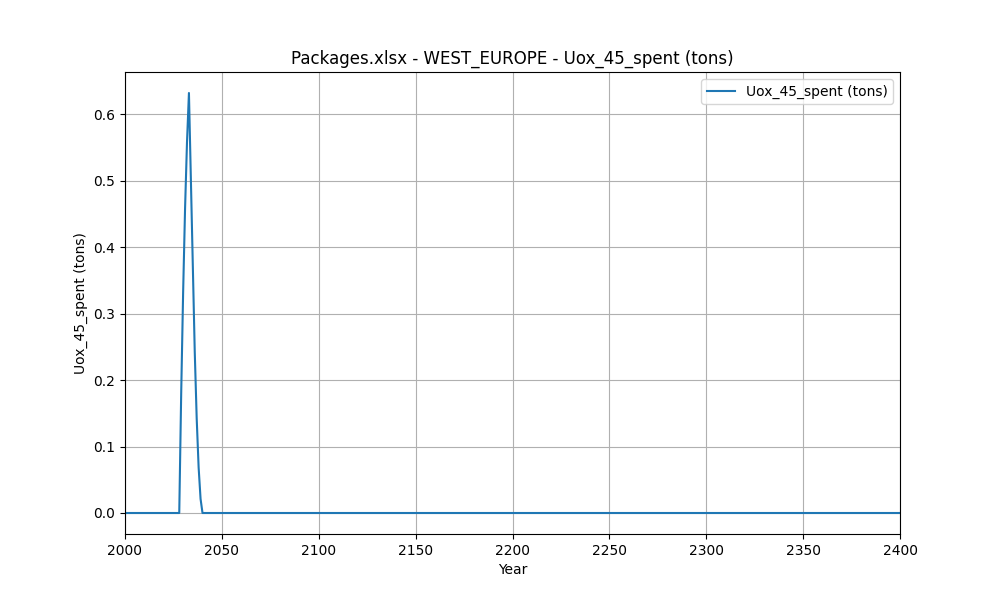 Packages.xlsx - WEST_EUROPE - Uox_45_spent (tons)
Uox_45_spent (tons)
Uox_45_spent (tons)
0.6
0.5
0.4
0.3
0.2
0.1
0.0
2000 2050 2100 2150 2200 2250 2300 2350 2400
Year